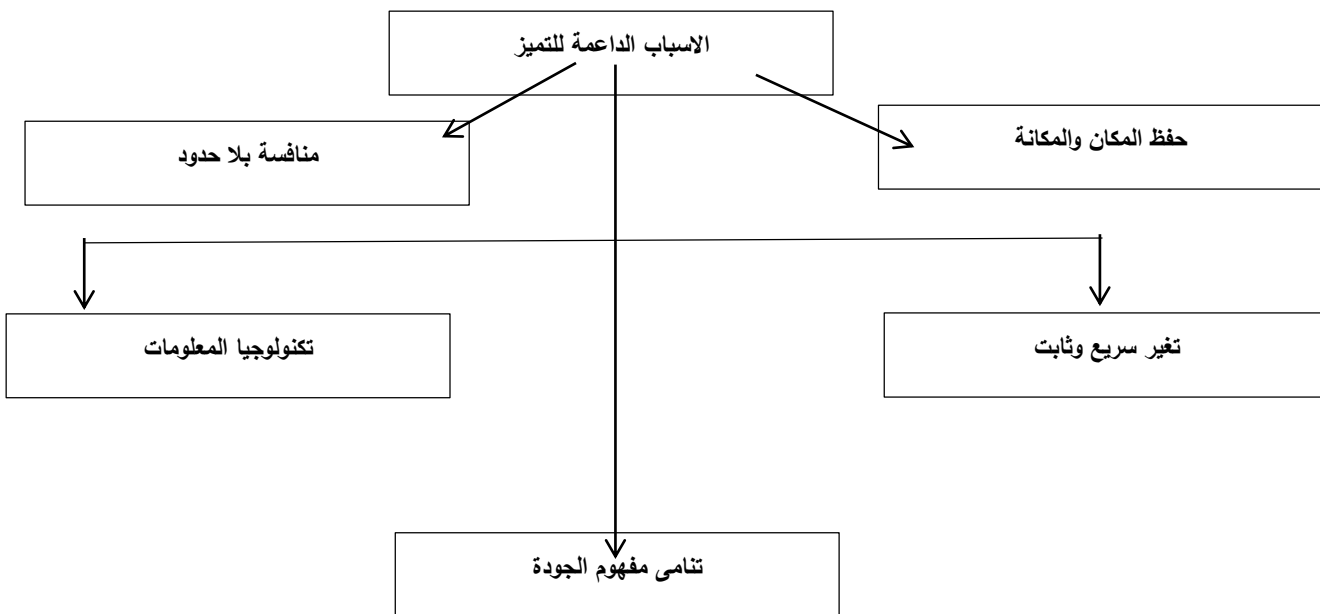 الاسباب الداعمة للتميز
حفظ المكان والمكانة
منافسة بلا حدود
تغير سريع وثابت
تكنولوجيا المعلومات
تنامى مفهوم الجودة